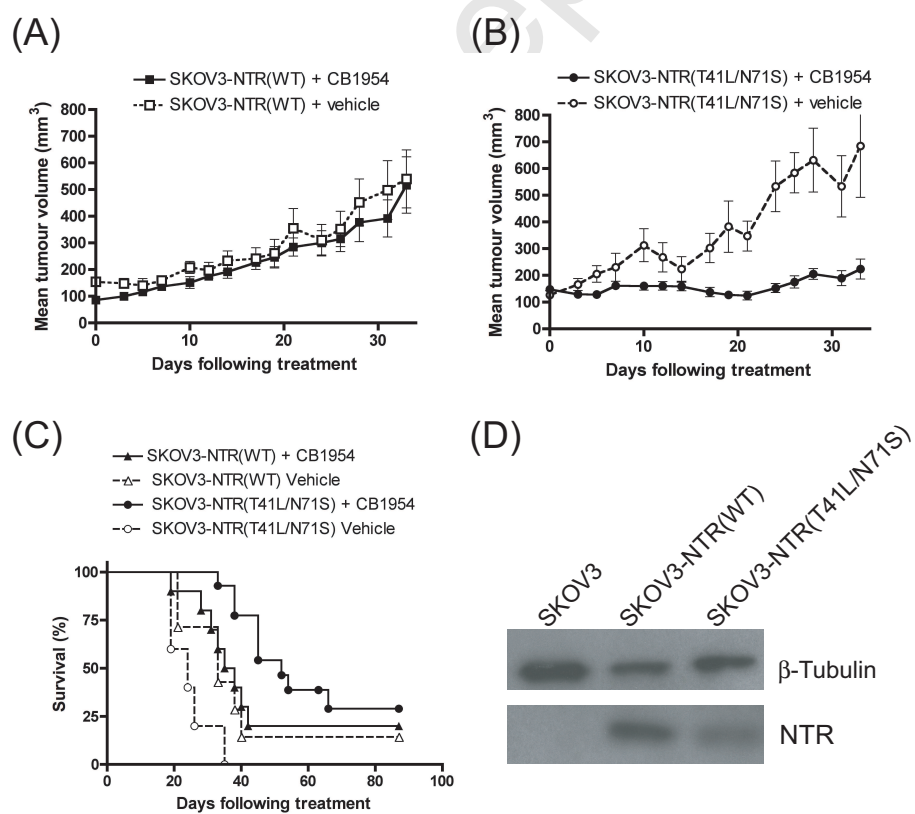 (A)
SKOV3-NTR(WT) + CB1954
SKOV3-NTR(WT) + vehicle
Mean tumour volume (mm3)
800
700
600
500
400
300
200
100
0
0 10 20 30
Days following treatment
(B)
SKOV3-NTR(T41L/N71S) + CB1954
SKOV3-NTR(T41L/N71S) + vehicle
Mean tumour volume (mm3)
800
700
600
500
400
300
200
100
0
0 10 20 30
Days following treatment
(C)
SKOV3-NTR(WT) + CB1954
SKOV3-NTR(WT) Vehicle
SKOV3-NTR(T41L/N71S) + CB1954
SKOV3-NTR(T41L/N71S) Vehicle
Survival (%)
100
75
50
25
0
0 20 40 60 80 100
Days following treatment
(D)
SKOV3
SKOV3-NTR(WT)
SKOV3-NTR(T41L/N71S)
β-Tubulin
NTR